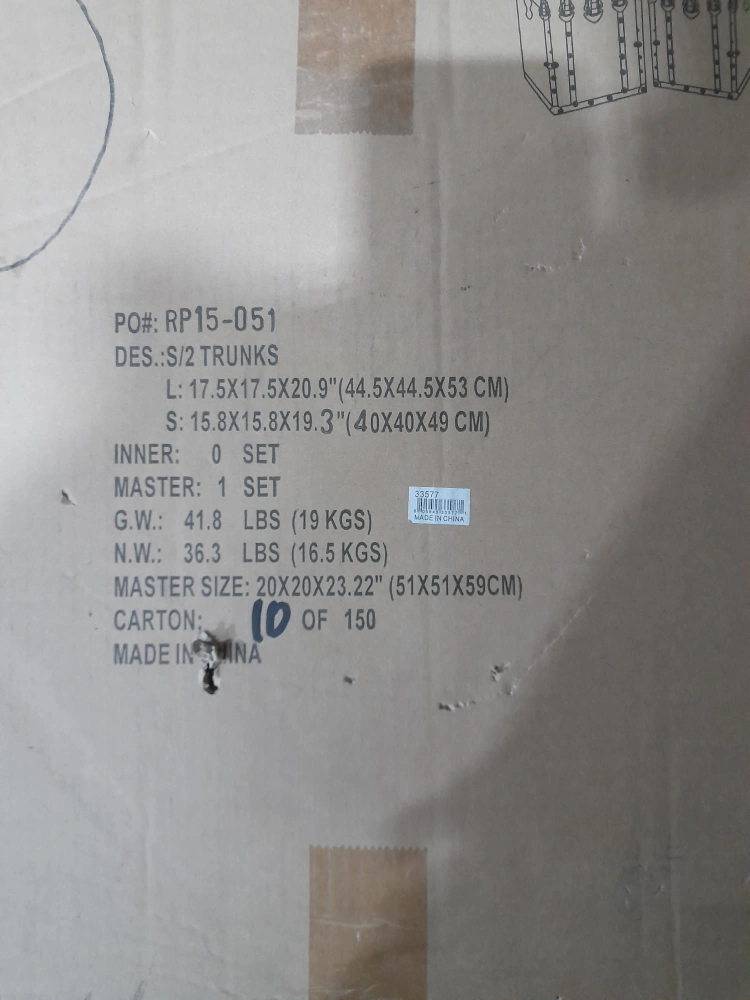 PO#: RP15-051
DES.:S/2 TRUNKS
L: 17.5X17.5X20.9"(44.5X44.5X53 CM)
S: 15.8X15.8X19.3"(40X40X49 CM)
INNER: 0 SET
MASTER: 1 SET
G.W.: 41.8 LBS (19 KGS)
N.W.: 36.3 LBS (16.5 KGS)
MASTER SIZE: 20X20X23.22" (51X51X59CM)
CARTON: 10 OF 150
MADE IN
33577
MADE IN CHINA